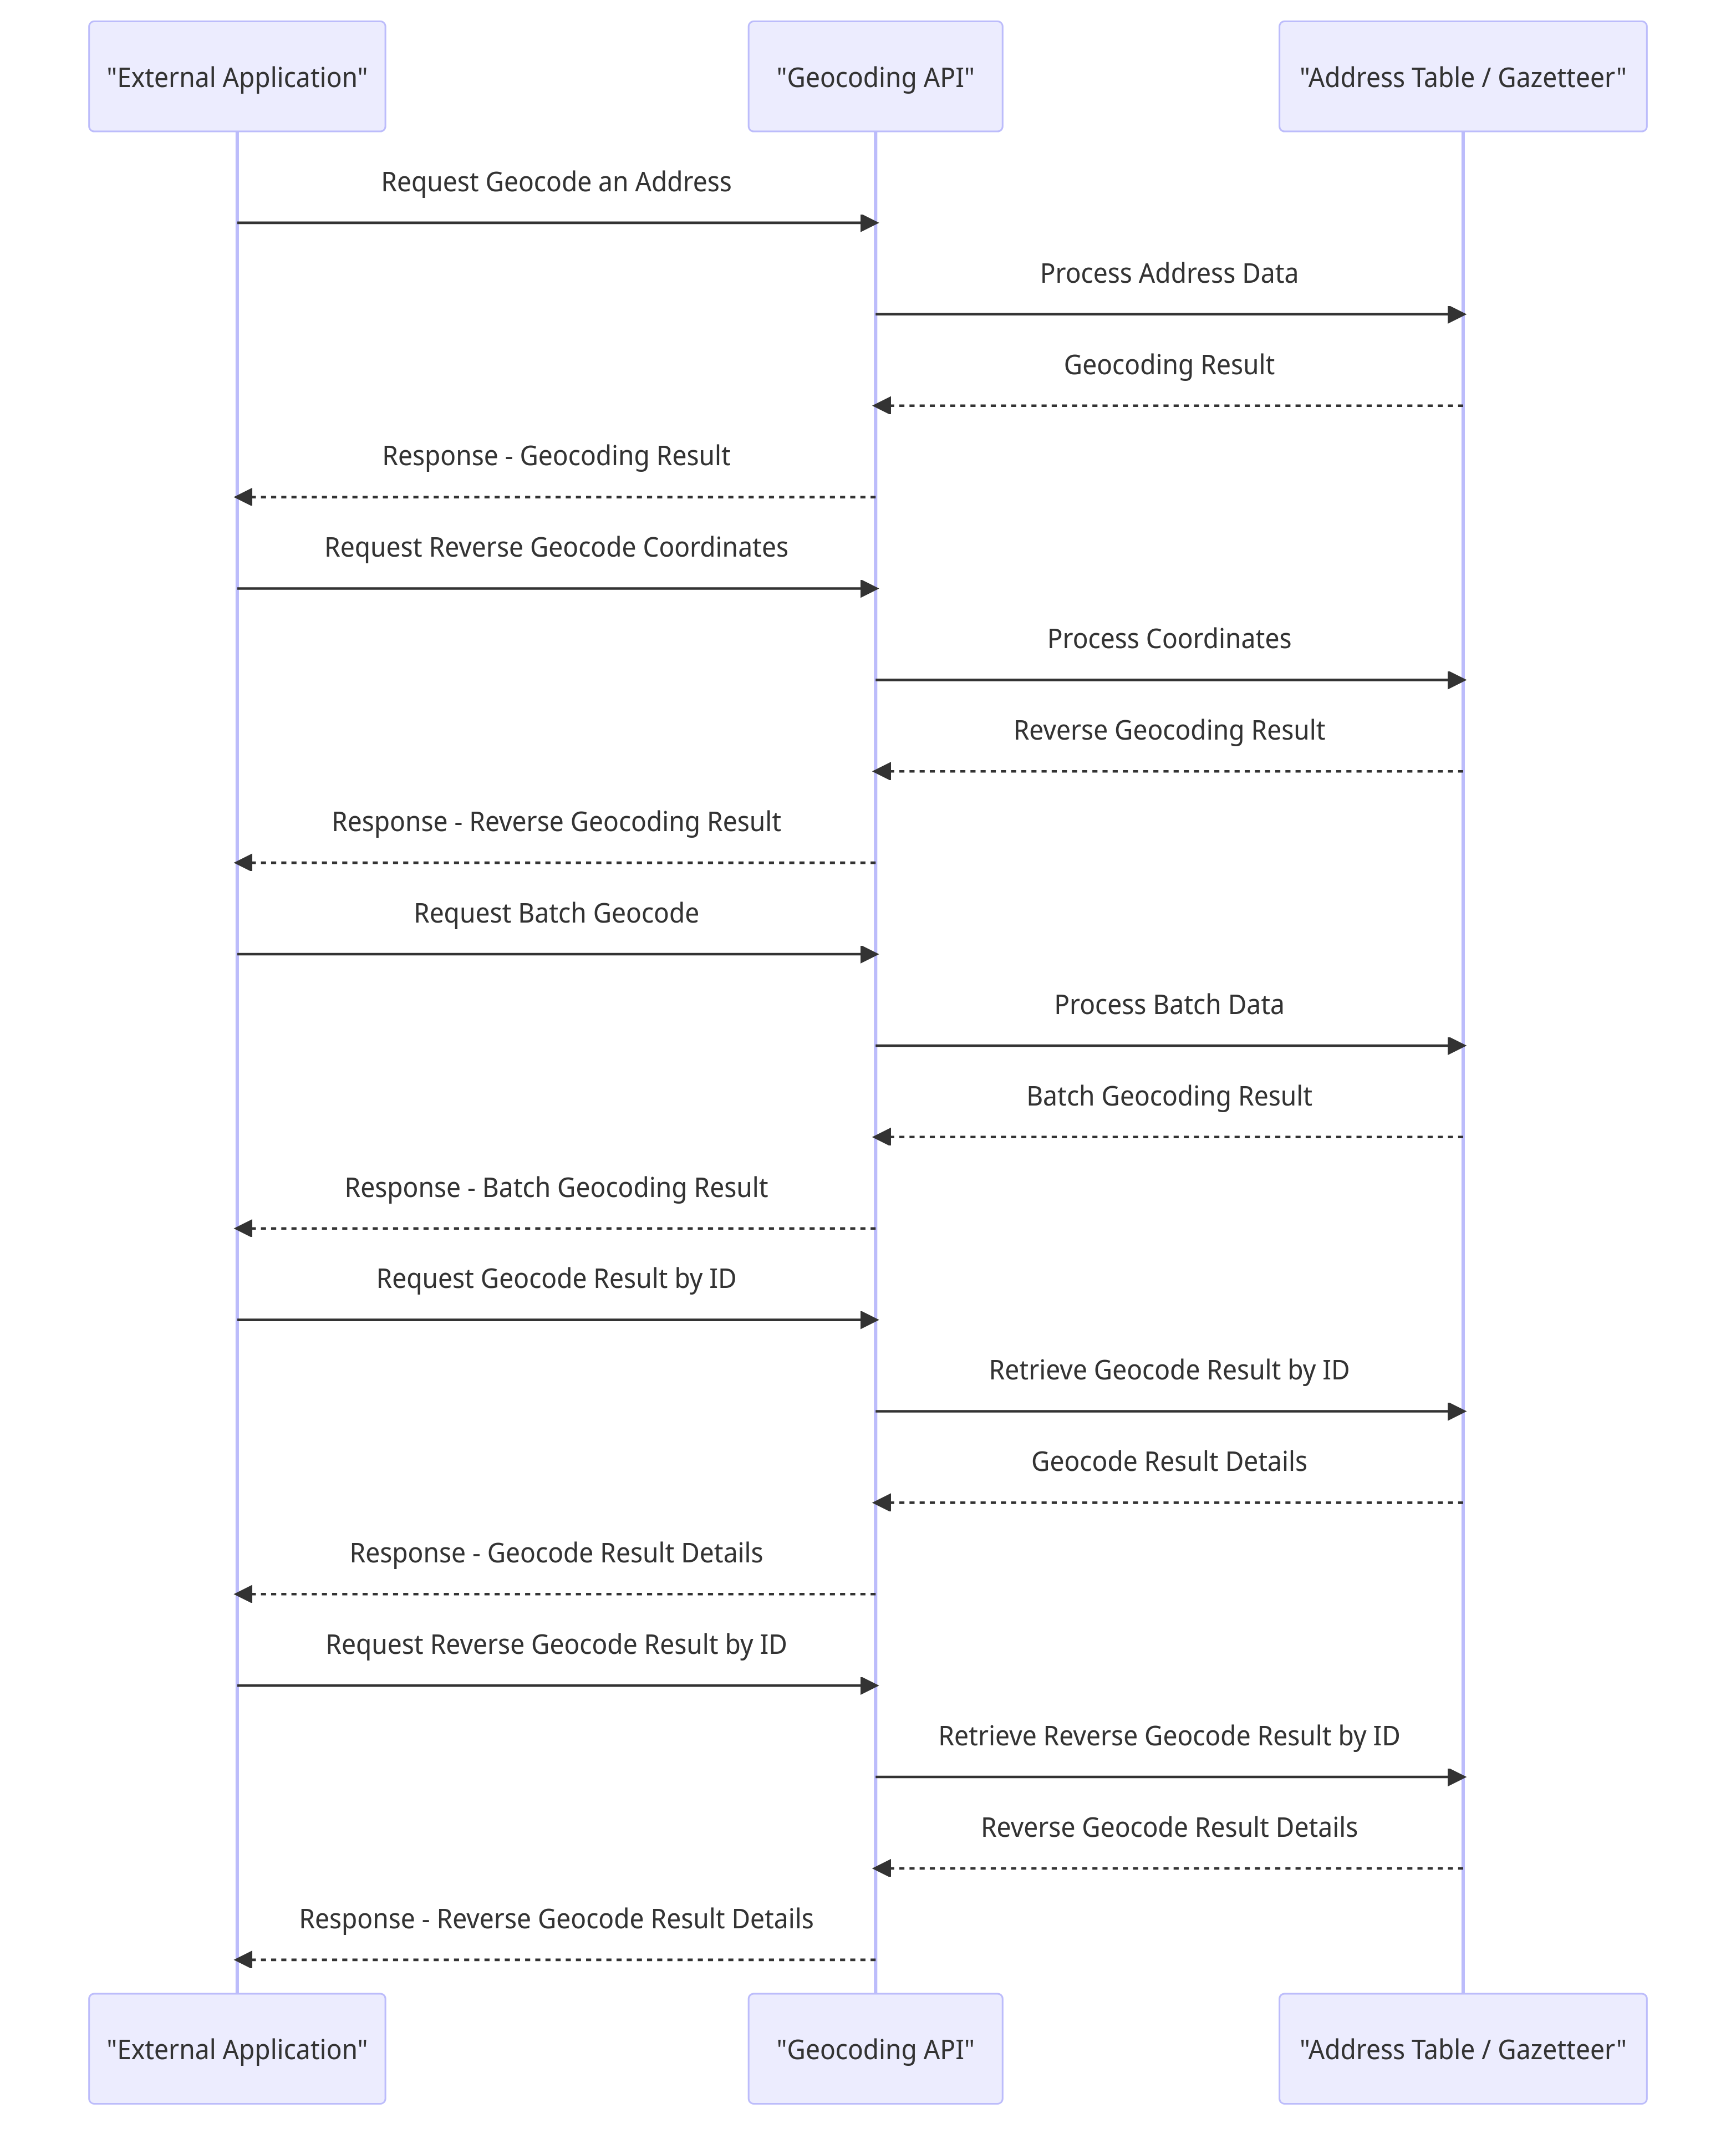 "External Application"
"Geocoding API"
"Address Table / Gazetteer"
Request Geocode an Address
Process Address Data
Geocoding Result
Response - Geocoding Result
Request Reverse Geocode Coordinates
Process Coordinates
Reverse Geocoding Result
Response - Reverse Geocoding Result
Request Batch Geocode
Process Batch Data
Batch Geocoding Result
Response - Batch Geocoding Result
Request Geocode Result by ID
Retrieve Geocode Result by ID
Geocode Result Details
Response - Geocode Result Details
Request Reverse Geocode Result by ID
Retrieve Reverse Geocode Result by ID
Reverse Geocode Result Details
Response - Reverse Geocode Result Details
"External Application"
"Geocoding API"
"Address Table / Gazetteer"